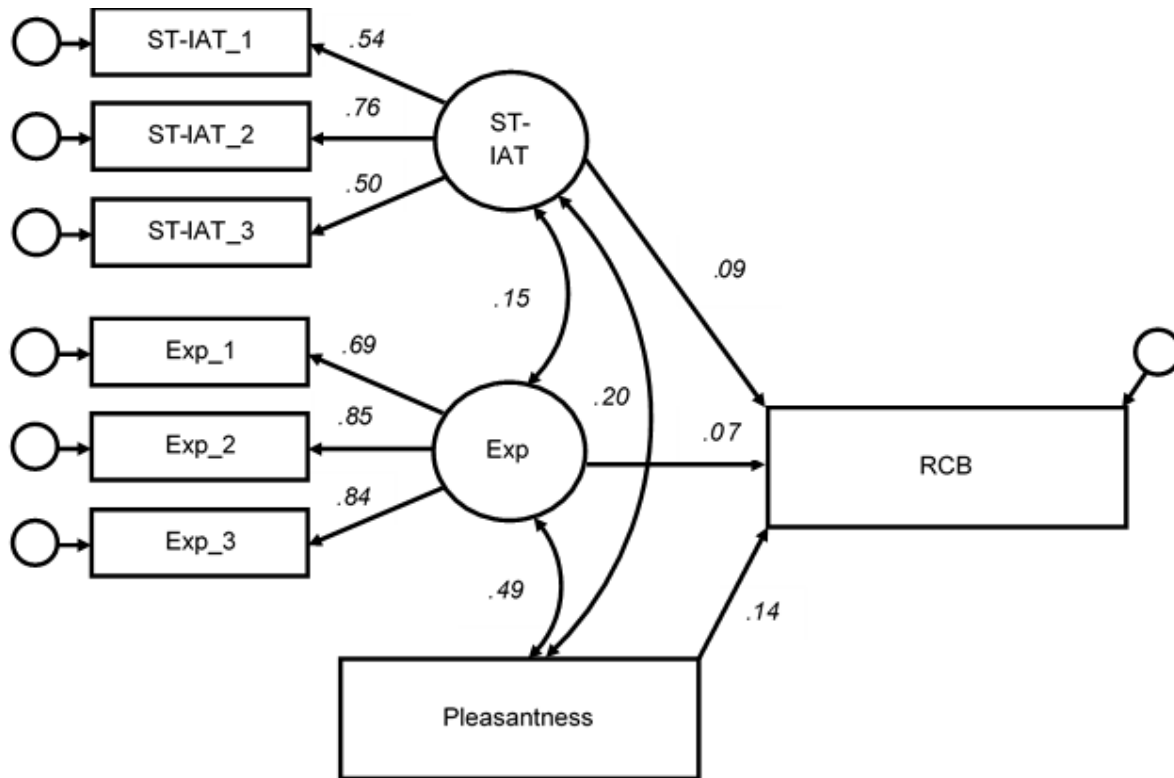 ST-IAT_1
.54
ST-IAT_2
.76
ST-
IAT
.50
ST-IAT_3
.09
.15
Exp_1
.69
.20
.07
Exp_2
.85
Exp
RCB
Exp_3
.84
.49
.14
Pleasantness